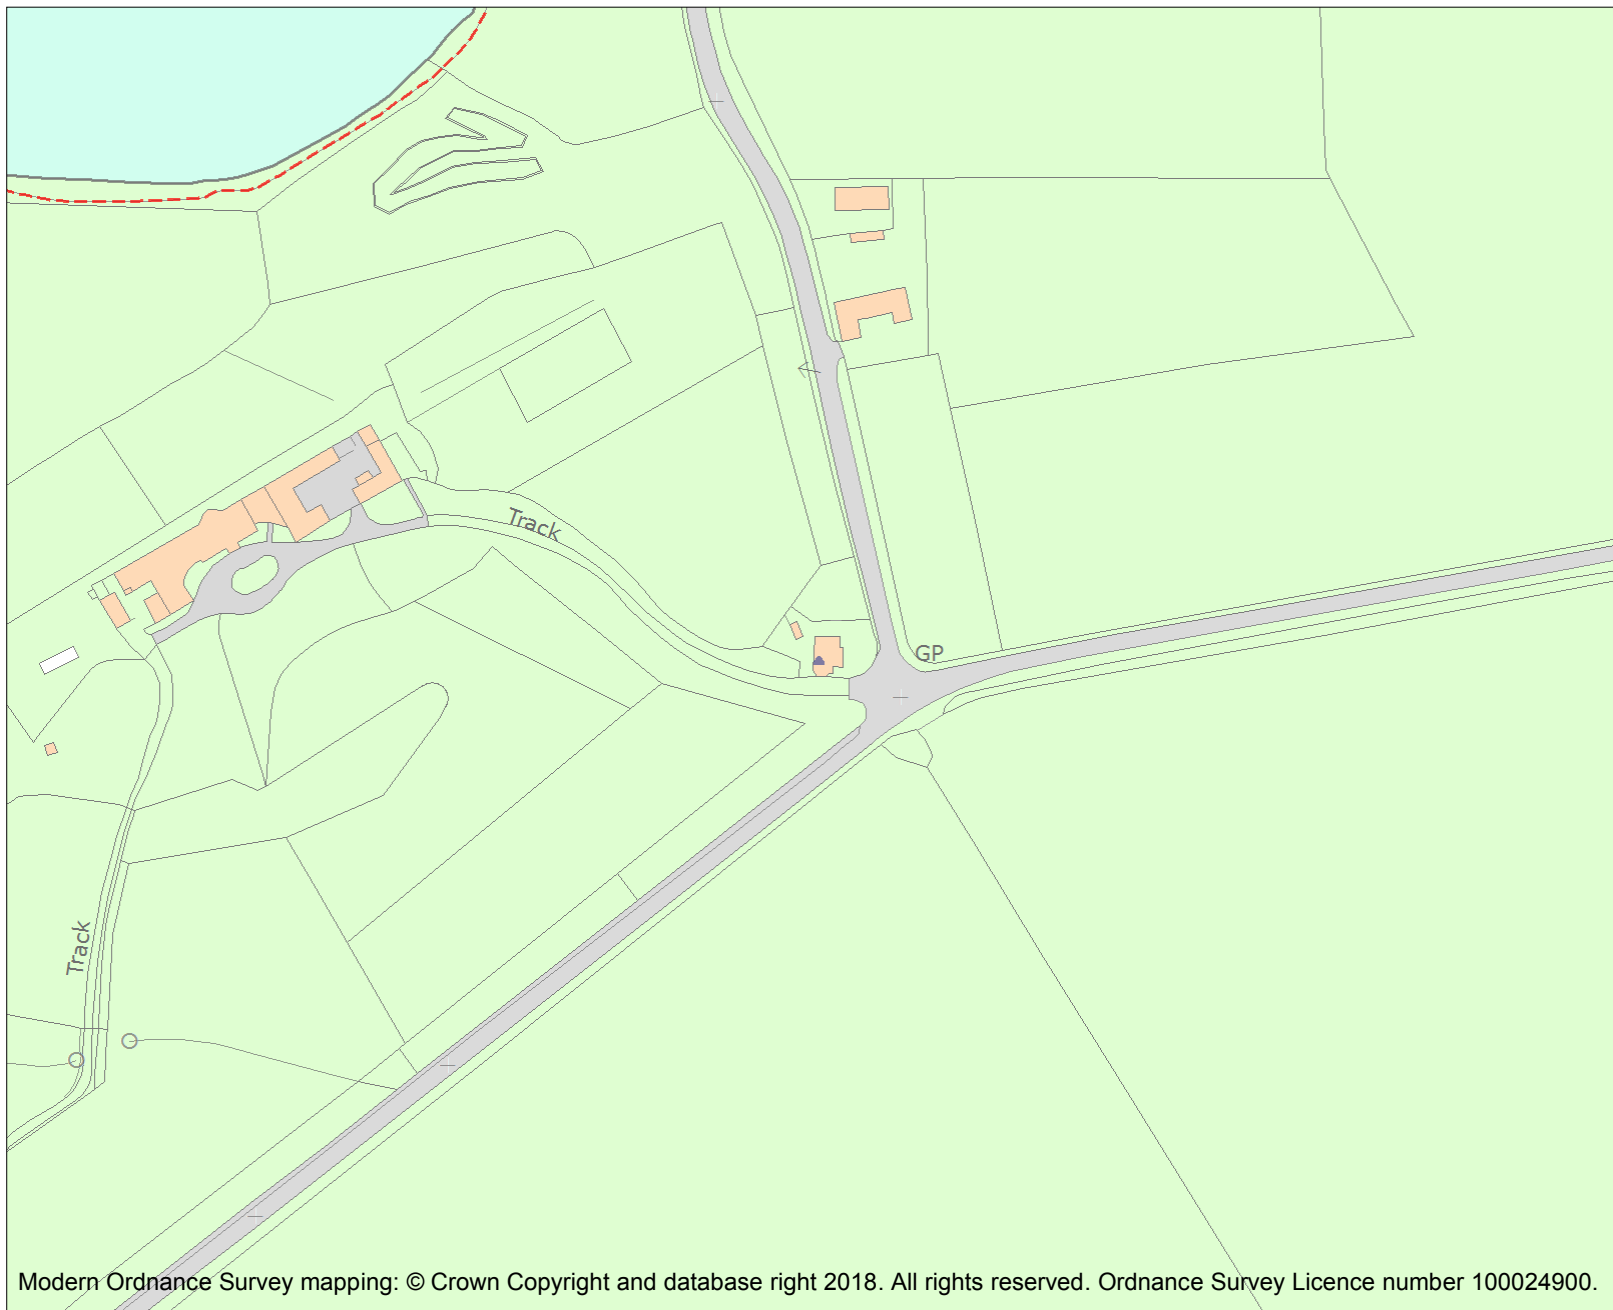 Track
GP
Track
Modern Ordnance Survey mapping: © Crown Copyright and database right 2018. All rights reserved. Ordnance Survey Licence number 100024900.